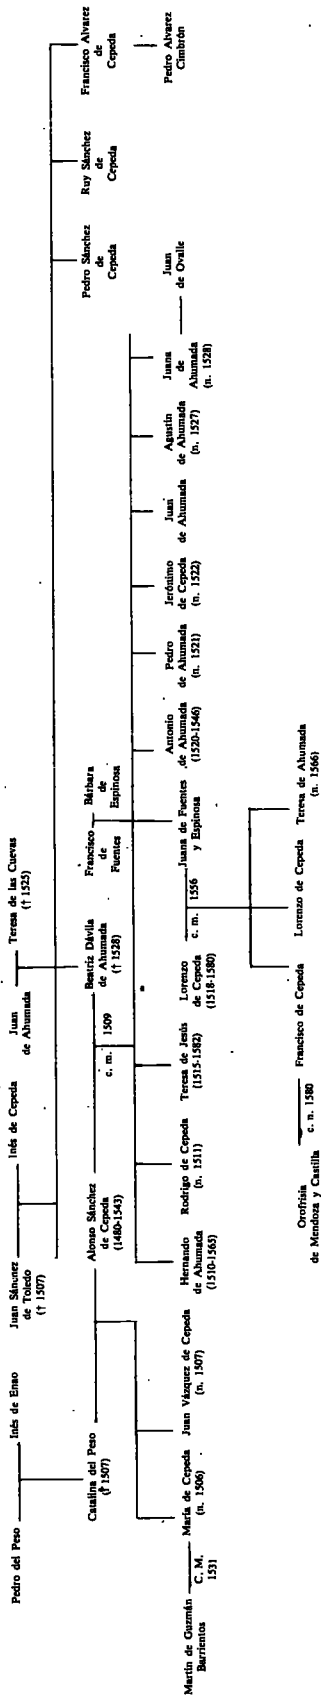 Pedro del Peso
Inés de Enao
Juan Sánchez
de Toledo
(† 1507)
Inés de Cepeda
Juan
de Ahumada
Teresa de las Cuevas
(† 1525)
Catalina del Peso
(† 1507)
Alonso Sánchez
de Cepeda
(1480-1543)
c. m.
1509
Beatriz Dávila
de Ahumada
(† 1528)
Francisco
de
Fuentes
Bárbara
de
Espinosa
Pedro Sánchez
de
Cepeda
Ruy Sánchez
de
Cepeda
Francisco Alvarez
de
Cepeda
Pedro Alvarez
Cimbrón
Martín de Guzmán
Barrientos
C. M.
1531
María de Cepeda
(n. 1506)
Juan Vázquez de Cepeda
(n. 1507)
Hernando
de Ahumada
(1510-1565)
Rodrigo de Cepeda
(n. 1511)
Teresa de Jesús
(1515-1582)
Lorenzo
de Cepeda
(1518-1580)
c. m.
1556
Juana de Fuentes
y Espinosa
Antonio
de Ahumada
(1520-1546)
Pedro
de Ahumada
(n. 1521)
Jerónimo
de Cepeda
(n. 1522)
Juan
de Ahumada
Agustín
de Ahumada
(n. 1527)
Juana
de
Ahumada
(n. 1528)
Juan
de Ovalle
Orofrisia
de Mendoza y Castilla
c. n. 1580
Francisco de Cepeda
Lorenzo de Cepeda
Teresa de Ahumada
(n. 1566)